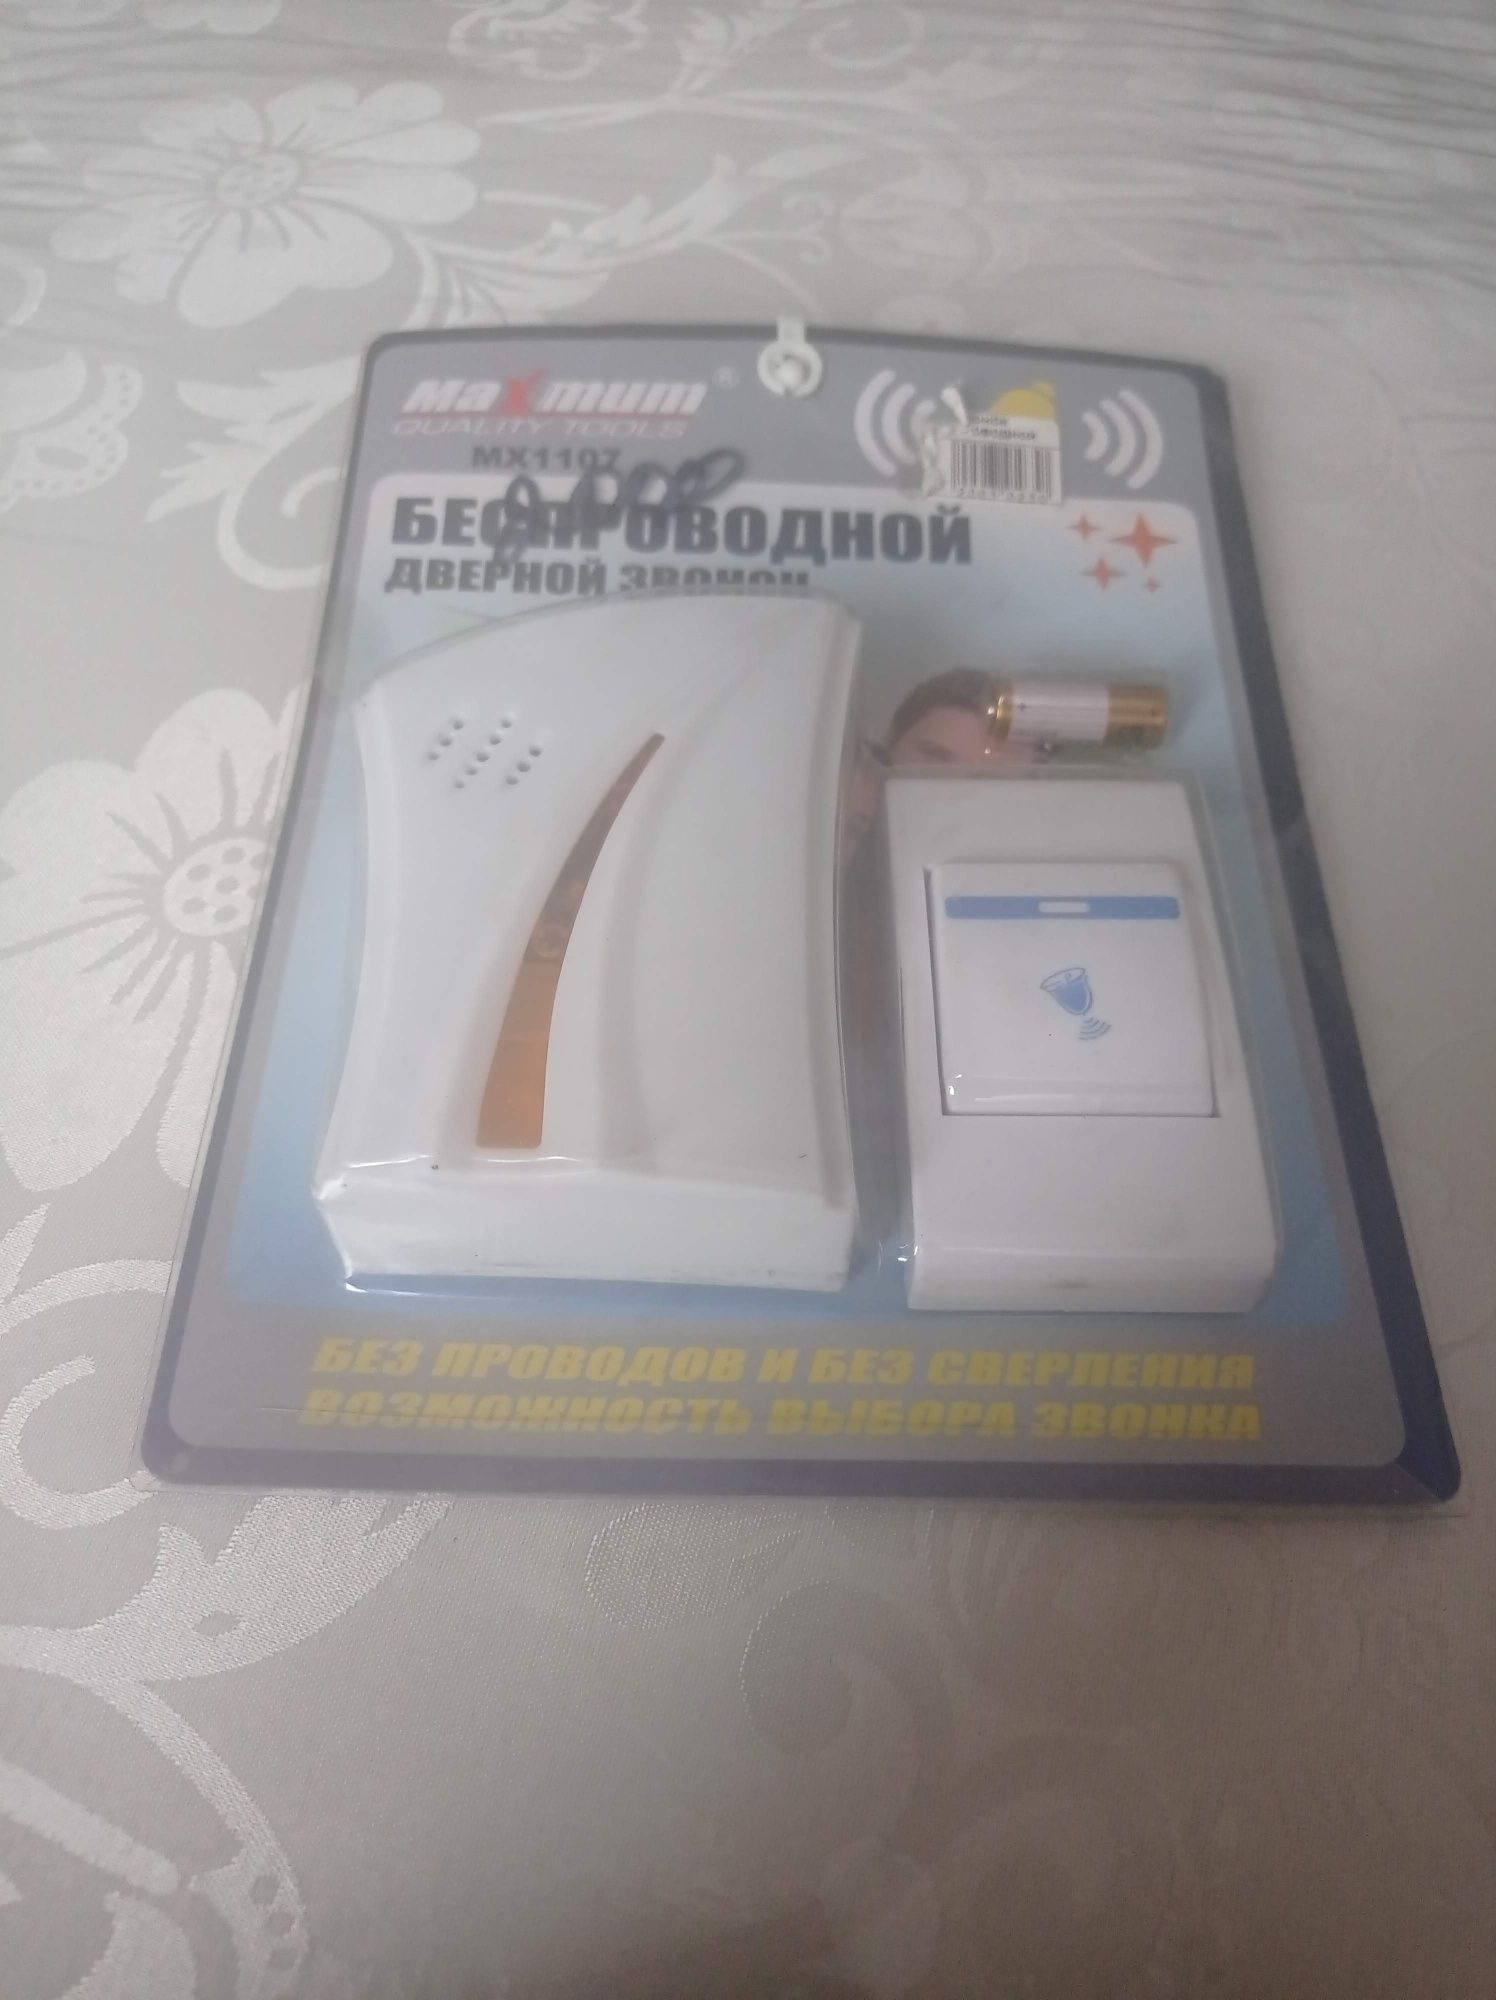 MaXmum®
QUALITY TOOLS
MX1107
БЕСПРОВОДНОЙ
ДВЕРНОЙ ЗВОНОК
БЕЗ ПРОВОДОВ И БЕЗ СВЕРЛЕНИЯ
ВОЗМОЖНОСТЬ ВЫБОРА ЗВОНКА